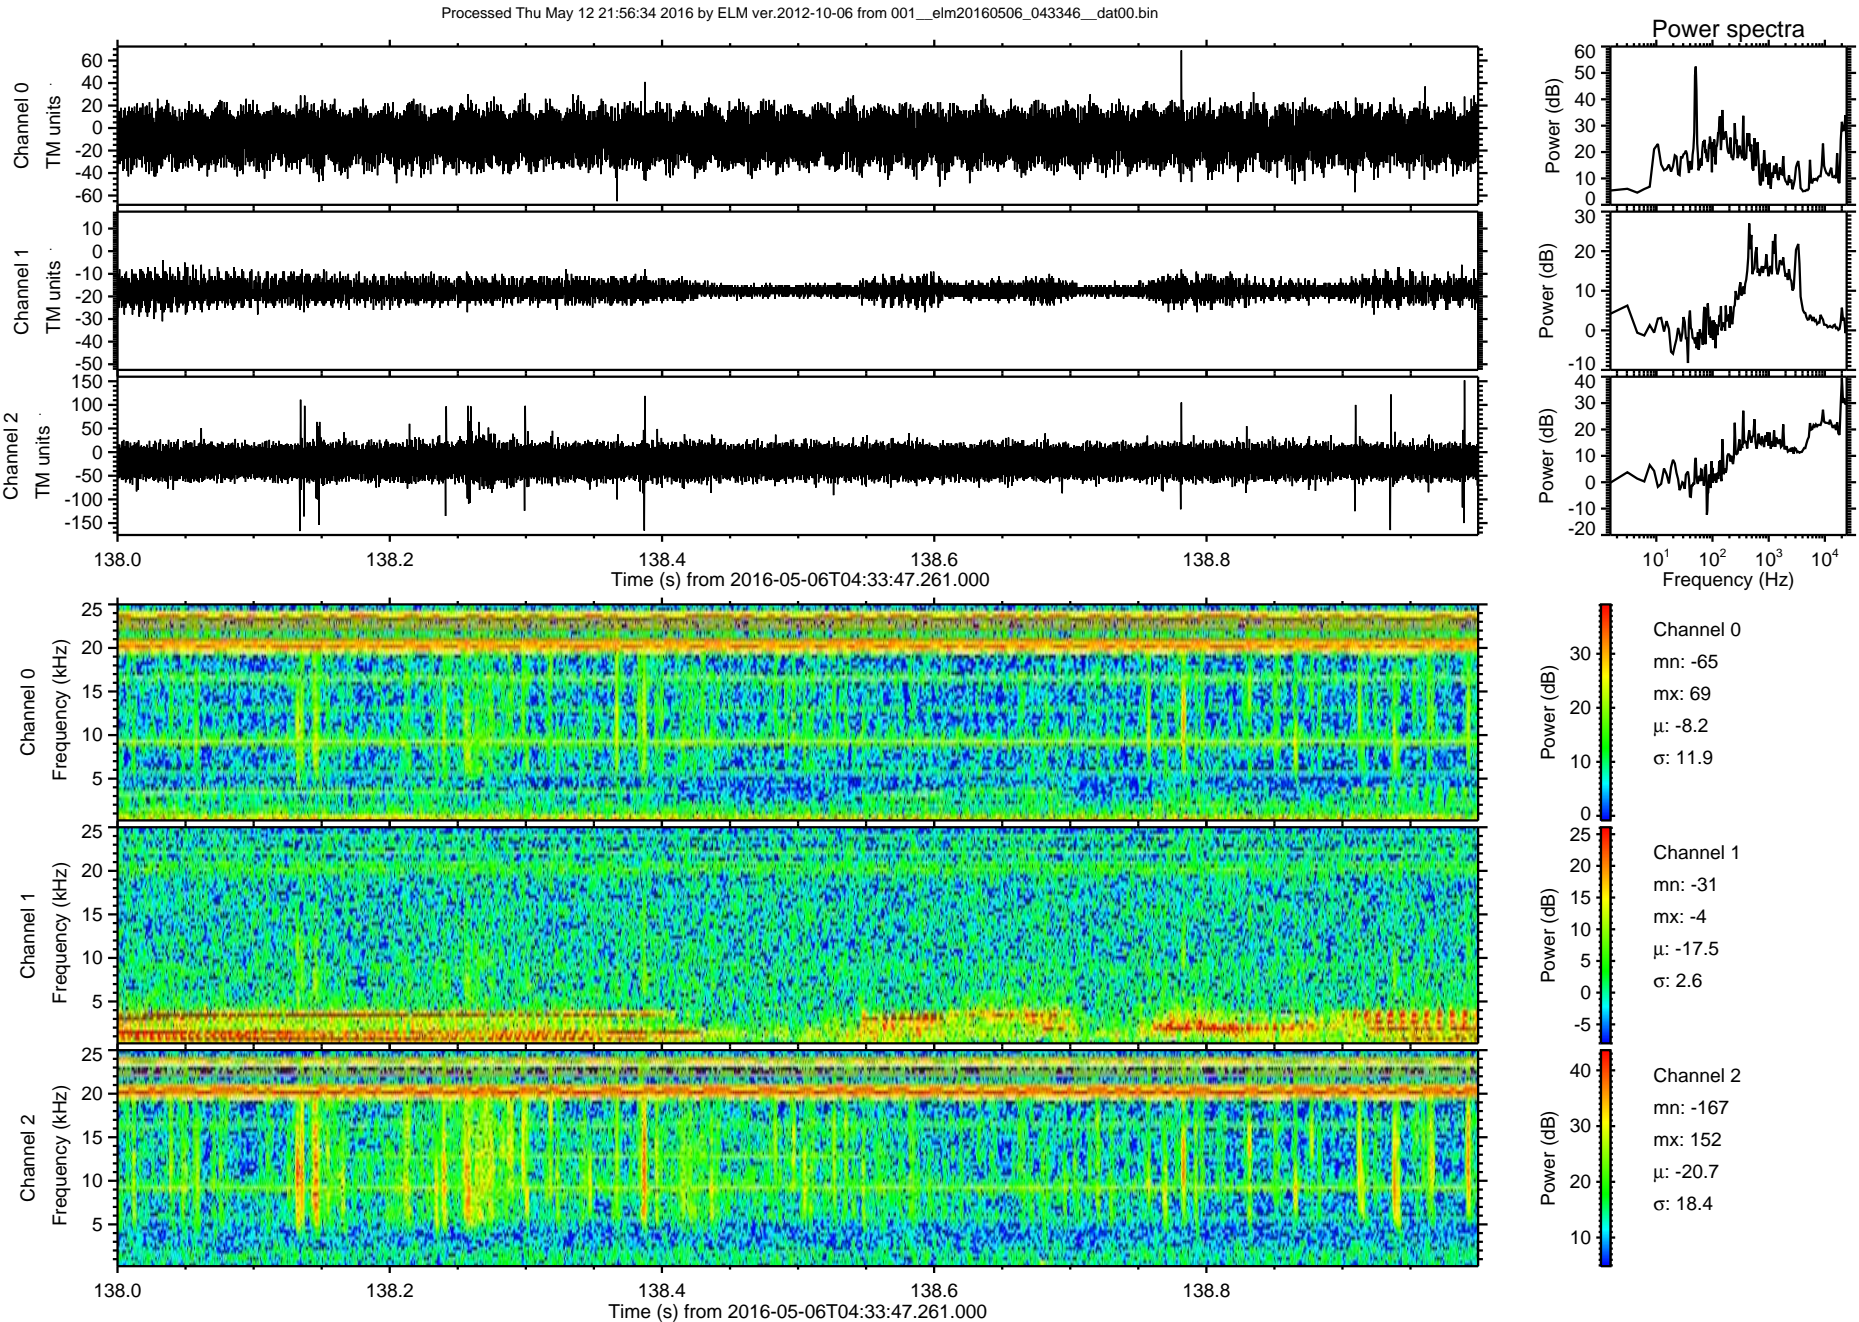 Processed Thu May 12 21:56:34 2016 by ELM ver.2012-10-06 from 001__elm20160506_043346__dat00.bin
Power spectra
Channel 0
TM units
60
40
20
0
-20
-40
-60
Power (dB)
60
50
40
30
20
10
0
Channel 1
TM units
10
0
-10
-20
-30
-40
-50
Power (dB)
30
20
10
0
-10
Channel 2
TM units
150
100
50
0
-50
-100
-150
Power (dB)
40
30
20
10
0
-10
-20
138.0 138.2 138.4 138.6 138.8
Time (s) from 2016-05-06T04:33:47.261.000
10¹ 10² 10³ 10⁴
Frequency (Hz)
Channel 0
Frequency (kHz)
25
20
15
10
5
Power (dB)
30
20
10
0
Channel 0
mn: -65
mx: 69
μ: -8.2
σ: 11.9
Channel 1
Frequency (kHz)
25
20
15
10
5
Power (dB)
25
20
15
10
5
0
-5
Channel 1
mn: -31
mx: -4
μ: -17.5
σ: 2.6
Channel 2
Frequency (kHz)
25
20
15
10
5
Power (dB)
40
30
20
10
Channel 2
mn: -167
mx: 152
μ: -20.7
σ: 18.4
138.0 138.2 138.4 138.6 138.8
Time (s) from 2016-05-06T04:33:47.261.000